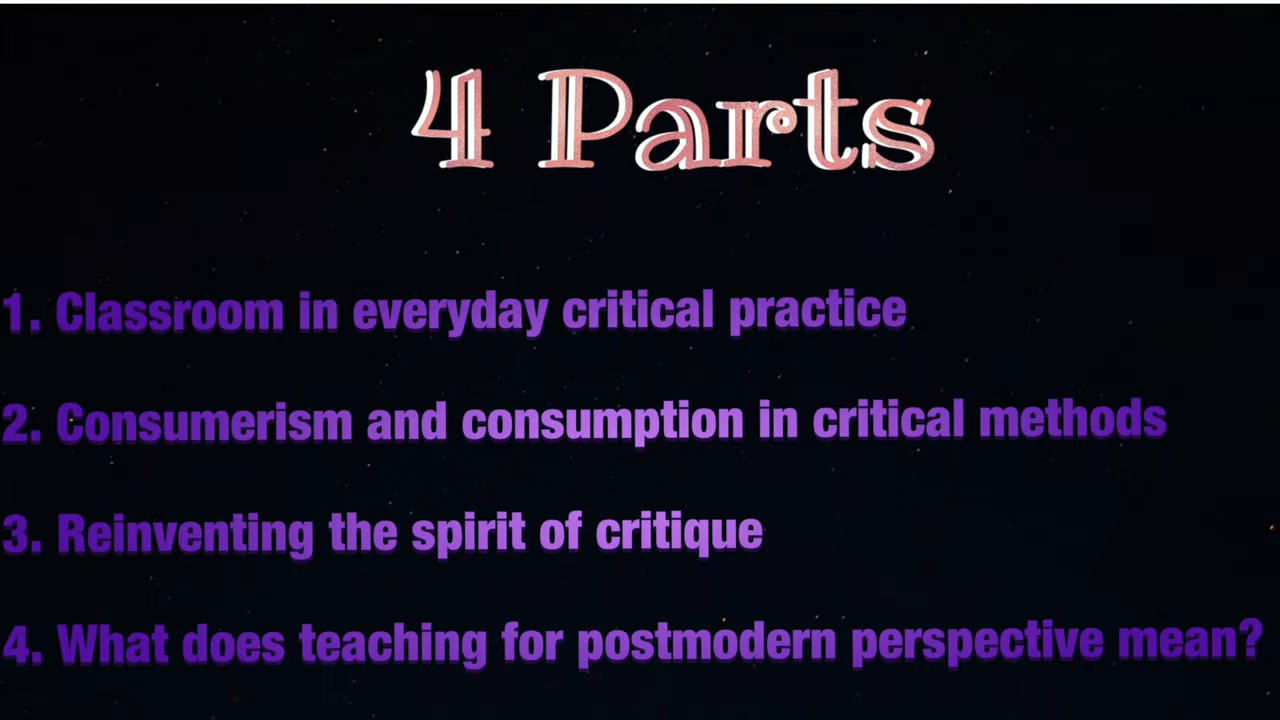 4 Parts
1. Classroom in everyday critical practice
2. Consumerism and consumption in critical methods
3. Reinventing the spirit of critique
4. What does teaching for postmodern perspective mean?